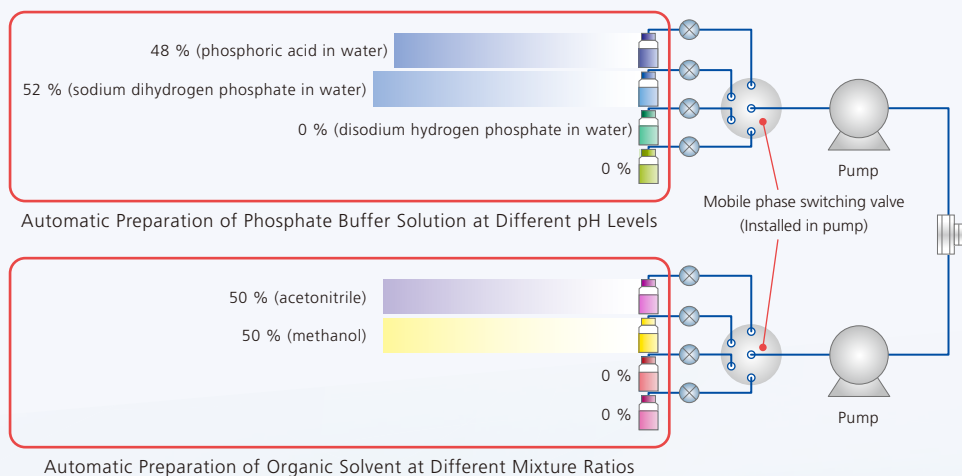 48 % (phosphoric acid in water)
52 % (sodium dihydrogen phosphate in water)
0 % (disodium hydrogen phosphate in water)
0 %
Pump
Automatic Preparation of Phosphate Buffer Solution at Different pH Levels
Mobile phase switching valve
(Installed in pump)
50 % (acetonitrile)
50 % (methanol)
0 %
0 %
Pump
Automatic Preparation of Organic Solvent at Different Mixture Ratios